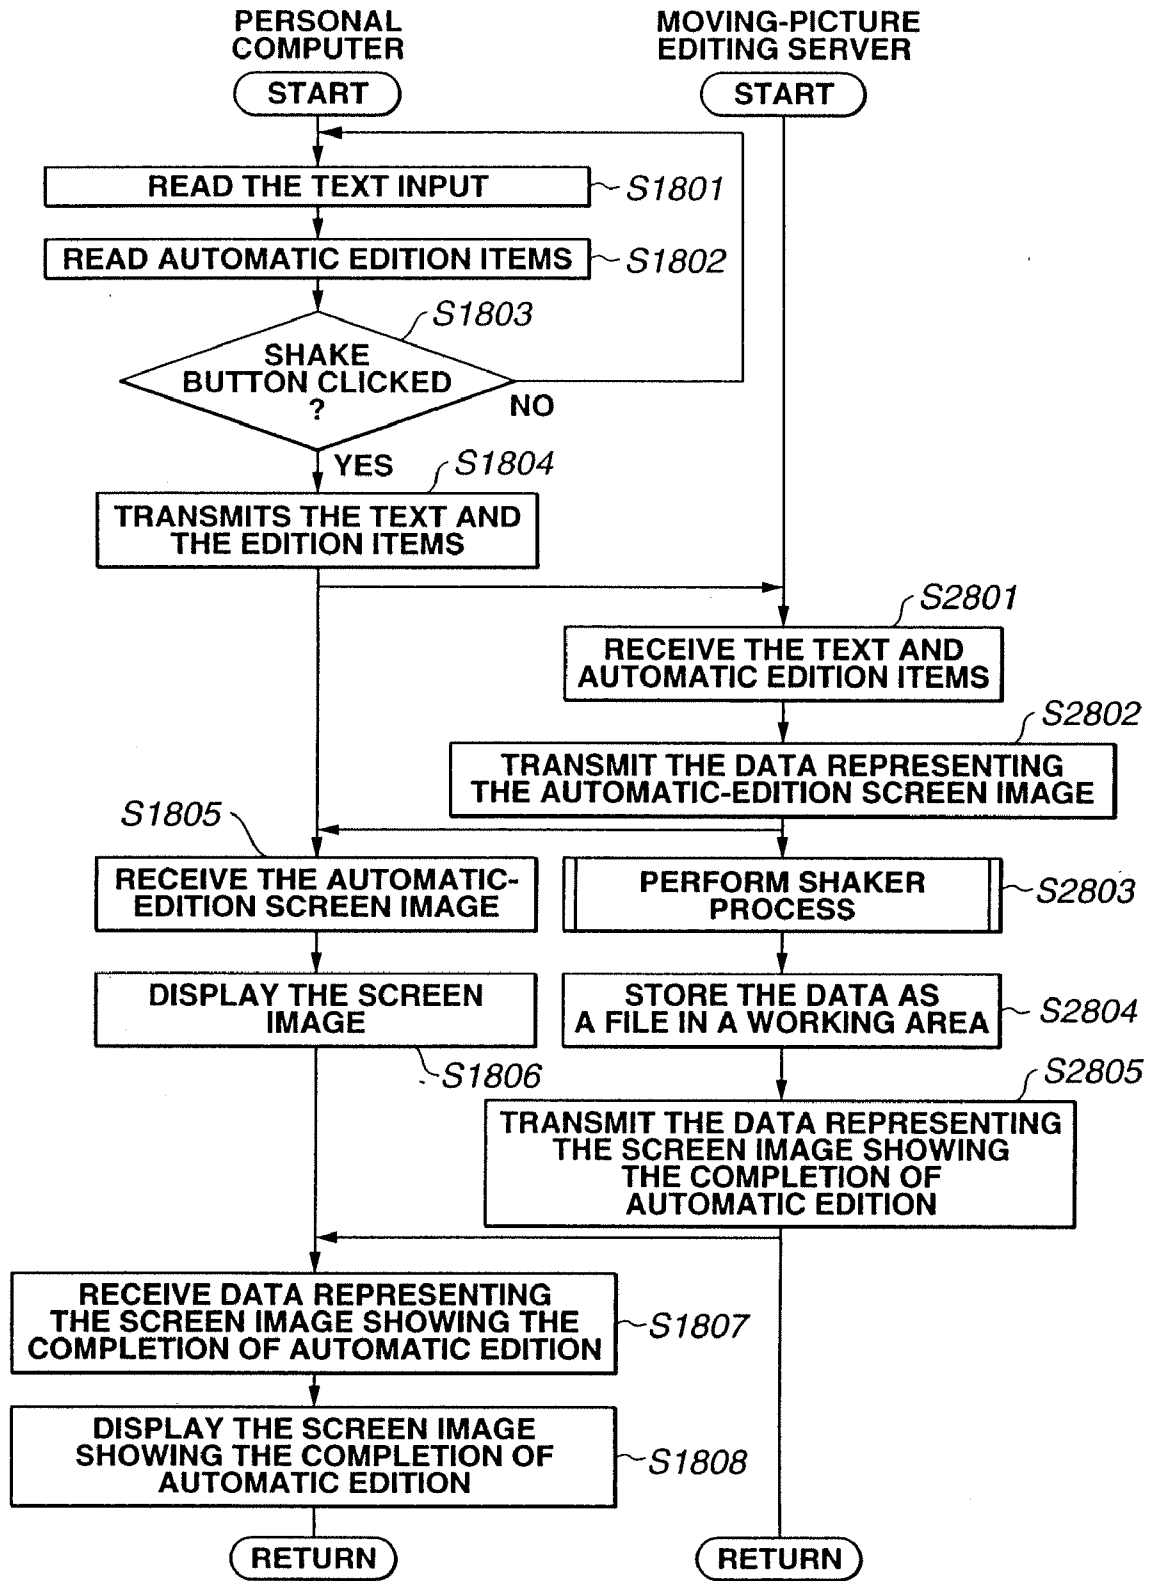 PERSONAL
COMPUTER
MOVING-PICTURE
EDITING SERVER
START
START
READ THE TEXT INPUT
S1801
READ AUTOMATIC EDITION ITEMS
S1802
S1803
SHAKE
BUTTON CLICKED
?
NO
YES
S1804
TRANSMITS THE TEXT AND
THE EDITION ITEMS
S2801
RECEIVE THE TEXT AND
AUTOMATIC EDITION ITEMS
S2802
TRANSMIT THE DATA REPRESENTING
THE AUTOMATIC-EDITION SCREEN IMAGE
S1805
RECEIVE THE AUTOMATIC-
EDITION SCREEN IMAGE
PERFORM SHAKER
PROCESS
S2803
DISPLAY THE SCREEN
IMAGE
S1806
STORE THE DATA AS
A FILE IN A WORKING AREA
S2804
S2805
TRANSMIT THE DATA REPRESENTING
THE SCREEN IMAGE SHOWING
THE COMPLETION OF
AUTOMATIC EDITION
RECEIVE DATA REPRESENTING
THE SCREEN IMAGE SHOWING THE
COMPLETION OF AUTOMATIC EDITION
S1807
DISPLAY THE SCREEN IMAGE
SHOWING THE COMPLETION OF
AUTOMATIC EDITION
S1808
RETURN
RETURN